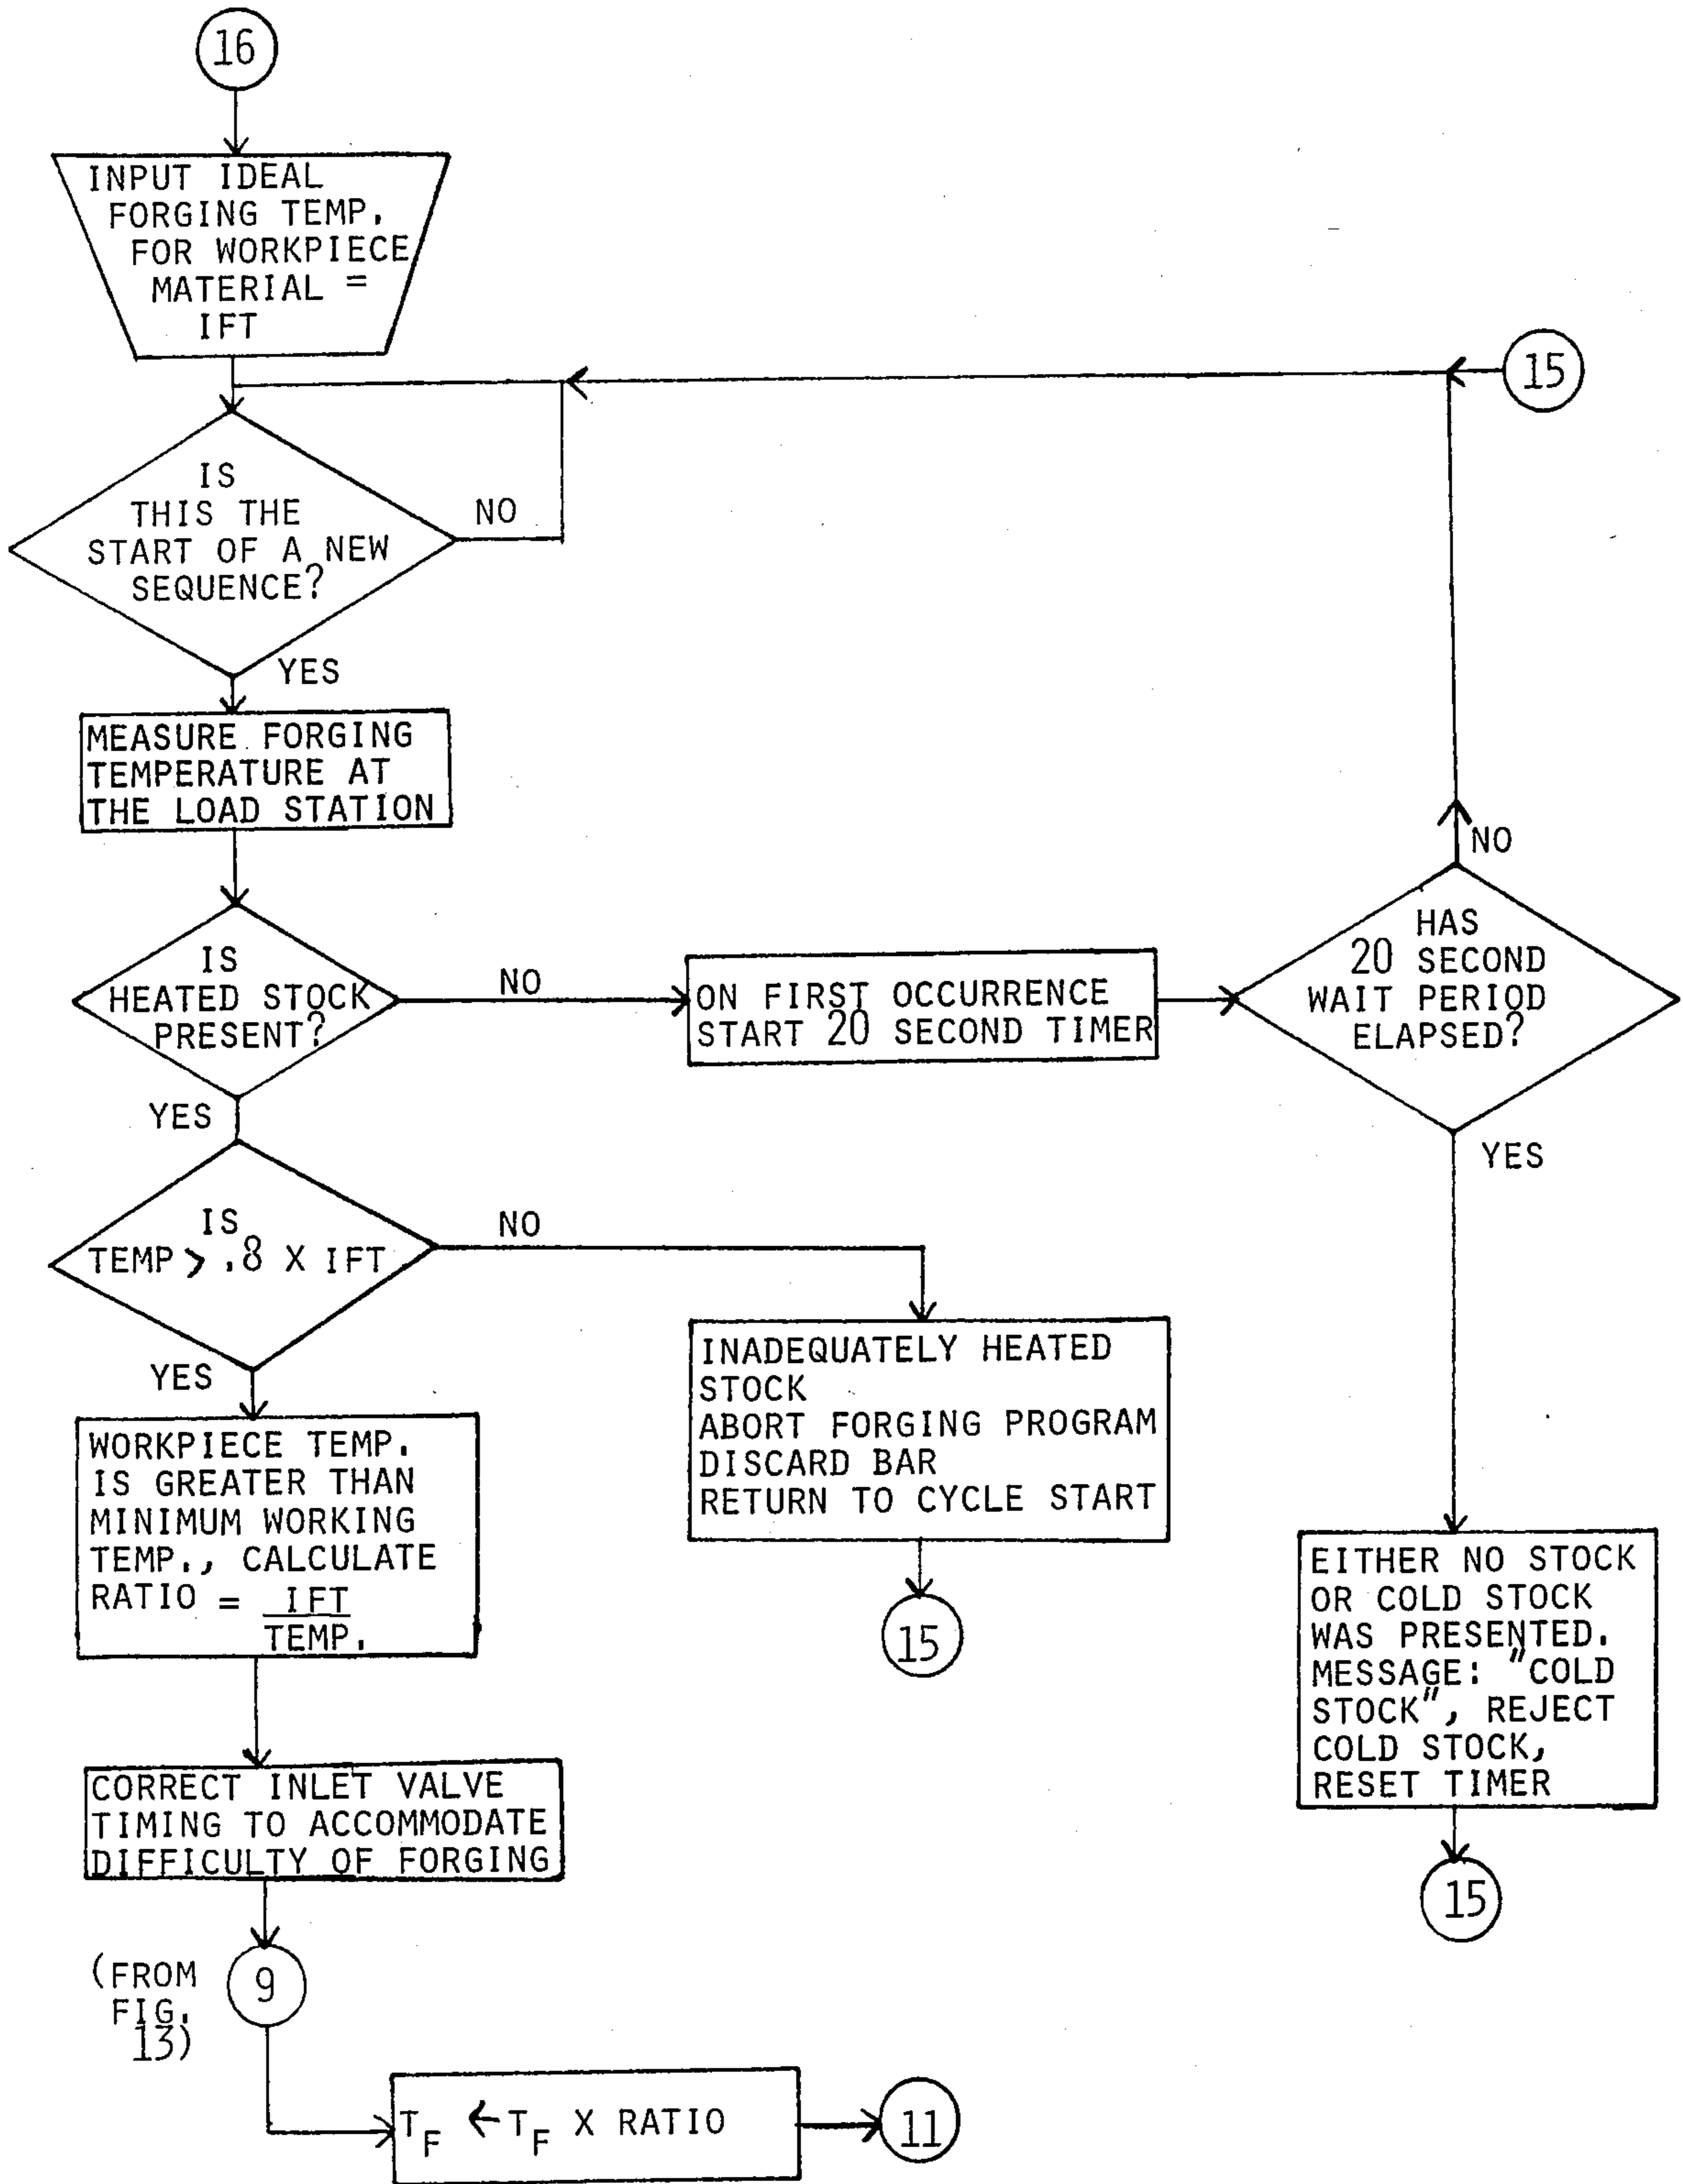 16
INPUT IDEAL
FORGING TEMP.
FOR WORKPIECE
MATERIAL =
IFT
15
IS
THIS THE
START OF A NEW
SEQUENCE?
NO
YES
MEASURE FORGING
TEMPERATURE AT
THE LOAD STATION
IS
HEATED STOCK
PRESENT?
NO
ON FIRST OCCURRENCE
START 20 SECOND TIMER
HAS
20 SECOND
WAIT PERIOD
ELAPSED?
NO
YES
YES
IS
TEMP > .8 X IFT
NO
YES
INADEQUATELY HEATED
STOCK
ABORT FORGING PROGRAM
DISCARD BAR
RETURN TO CYCLE START
15
WORKPIECE TEMP.
IS GREATER THAN
MINIMUM WORKING
TEMP., CALCULATE
RATIO = IFT
TEMP.
EITHER NO STOCK
OR COLD STOCK
WAS PRESENTED.
MESSAGE: "COLD
STOCK", REJECT
COLD STOCK,
RESET TIMER
15
CORRECT INLET VALVE
TIMING TO ACCOMMODATE
DIFFICULTY OF FORGING
(FROM
FIG.
13)
9
T_F ← T_F X RATIO
11